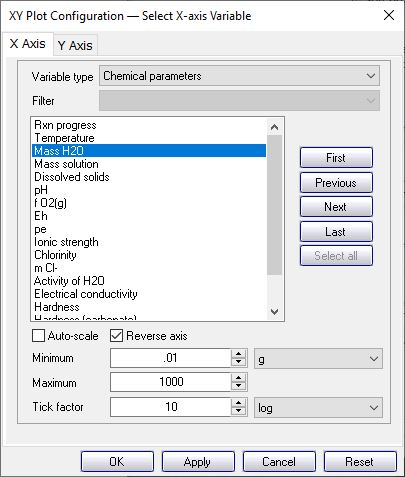 XY Plot Configuration — Select X-axis Variable
X Axis
Y Axis
Variable type
Chemical parameters
Filter
Rxn progress
Temperature
Mass H2O
Mass solution
Dissolved solids
pH
f O2(g)
Eh
pe
Ionic strength
Chlorinity
m Cl-
Activity of H2O
Electrical conductivity
Hardness
Hardness (carbonate)
First
Previous
Next
Last
Select all
Auto-scale
Reverse axis
Minimum
.01
g
Maximum
1000
Tick factor
10
log
OK
Apply
Cancel
Reset